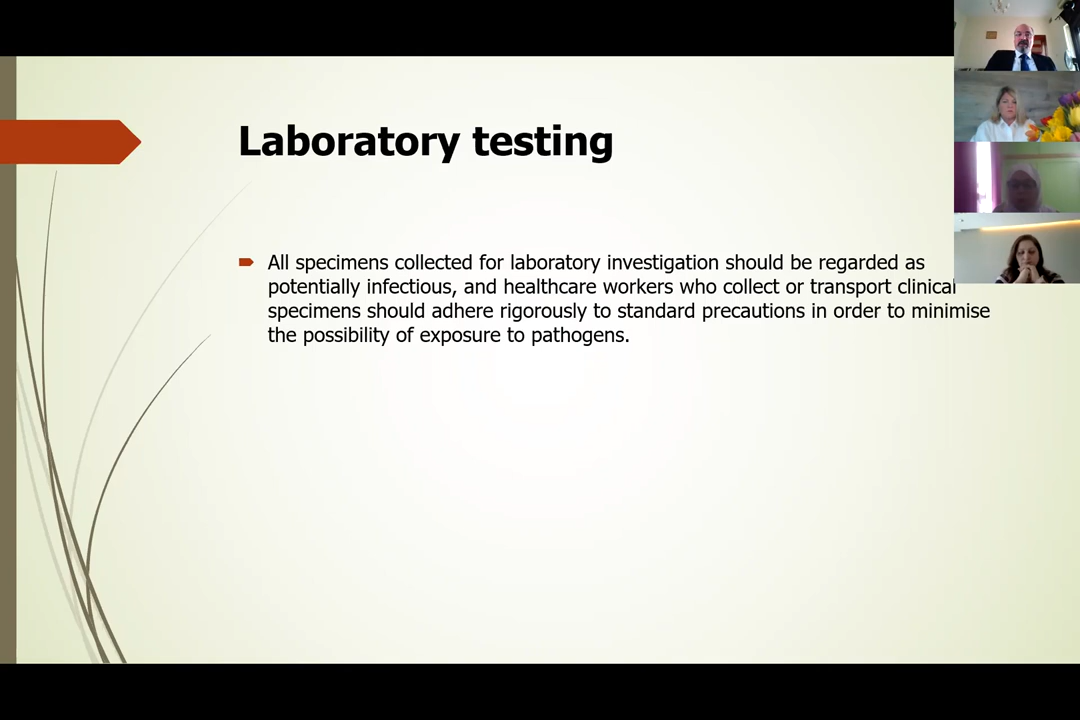 Laboratory testing
All specimens collected for laboratory investigation should be regarded as
potentially infectious, and healthcare workers who collect or transport clinical
specimens should adhere rigorously to standard precautions in order to minimise
the possibility of exposure to pathogens.